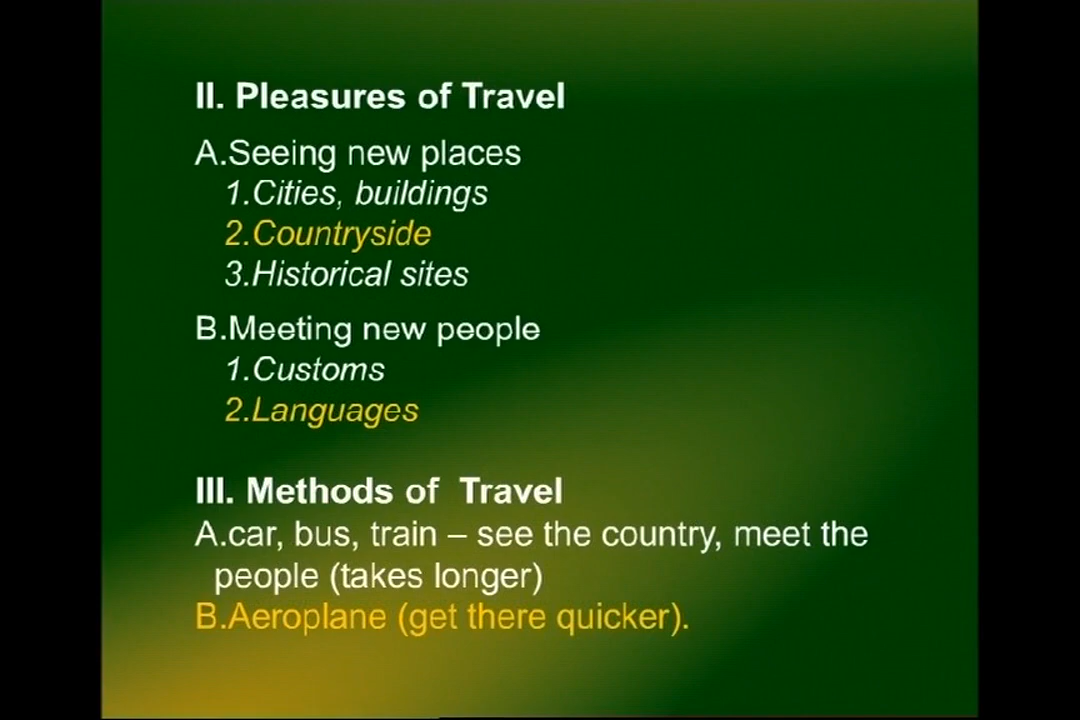 II. Pleasures of Travel
A.Seeing new places
1.Cities, buildings
2.Countryside
3.Historical sites
B.Meeting new people
1.Customs
2.Languages
III. Methods of  Travel
A.car, bus, train – see the country, meet the
people (takes longer)
B.Aeroplane (get there quicker).